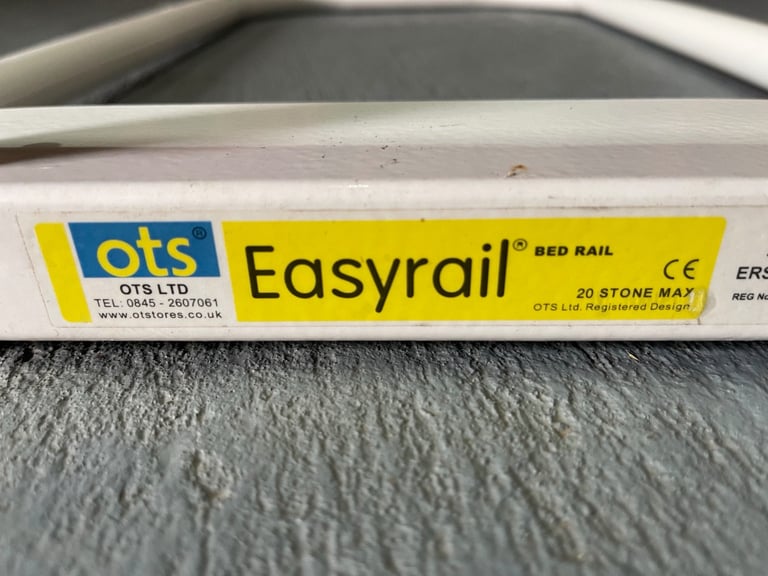 ots®
OTS LTD
TEL: 0845 - 2607061
www.otstores.co.uk
Easyrail® BED RAIL
CE
20 STONE MAX
OTS Ltd. Registered Design
REG No